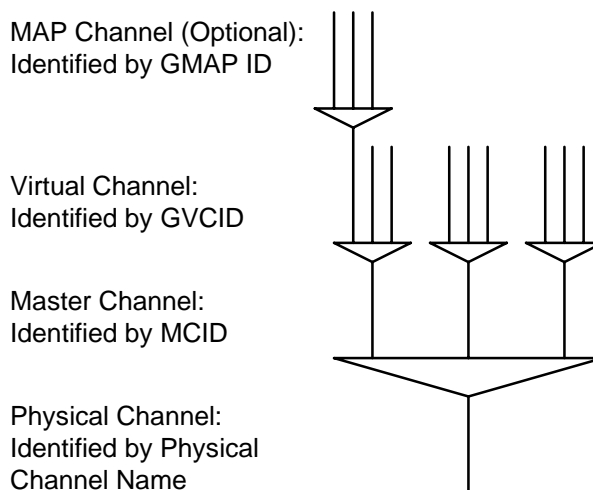 MAP Channel (Optional):
Identified by GMAP ID
Virtual Channel:
Identified by GVCID
Master Channel:
Identified by MCID
Physical Channel:
Identified by Physical
Channel Name